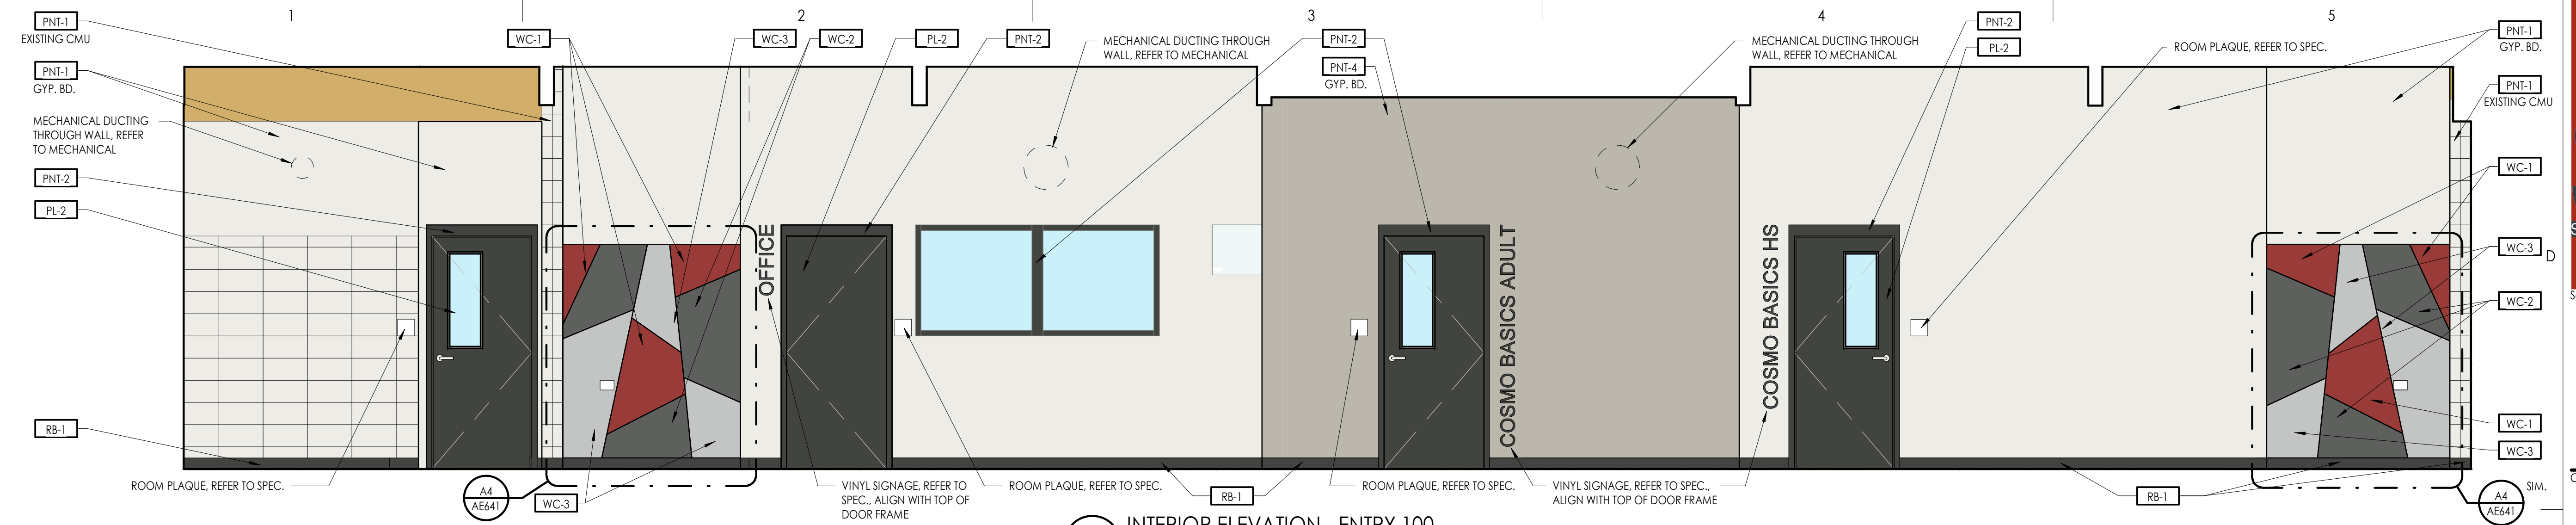 1
2
3
4
5
PNT-1
EXISTING CMU
PNT-1
GYP. BD.
MECHANICAL DUCTING
THROUGH WALL, REFER
TO MECHANICAL
PNT-2
PL-2
RB-1
ROOM PLAQUE, REFER TO SPEC.
WC-1
WC-3
WC-2
PL-2
PNT-2
MECHANICAL DUCTING THROUGH
WALL, REFER TO MECHANICAL
PNT-2
PNT-4
GYP. BD.
MECHANICAL DUCTING THROUGH
WALL, REFER TO MECHANICAL
PNT-2
PL-2
ROOM PLAQUE, REFER TO SPEC.
PNT-1
GYP. BD.
PNT-1
EXISTING CMU
WC-1
WC-3
D
WC-2
WC-1
WC-3
OFFICE
COSMO BASICS ADULT
COSMO BASICS HS
A4
AE641
WC-3
VINYL SIGNAGE, REFER TO
SPEC., ALIGN WITH TOP OF
DOOR FRAME
ROOM PLAQUE, REFER TO SPEC.
RB-1
ROOM PLAQUE, REFER TO SPEC.
VINYL SIGNAGE, REFER TO SPEC.,
ALIGN WITH TOP OF DOOR FRAME
RB-1
A4
AE641
SIM.
INTERIOR ELEVATION - ENTRY 100